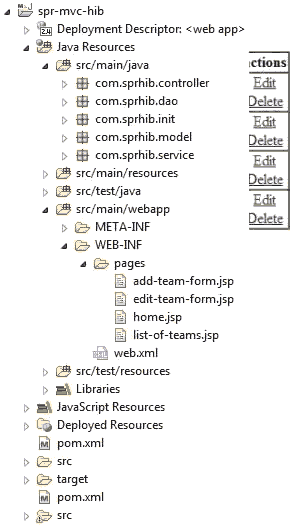 spr-mvc-hib
Deployment Descriptor: <web app>
Java Resources
src/main/java
com.sprhib.controller
com.sprhib.dao
com.sprhib.init
com.sprhib.model
com.sprhib.service
src/main/resources
src/test/java
src/main/webapp
META-INF
WEB-INF
pages
add-team-form.jsp
edit-team-form.jsp
home.jsp
list-of-teams.jsp
web.xml
src/test/resources
Libraries
JavaScript Resources
Deployed Resources
pom.xml
src
target
pom.xml
src
ctions
Edit
Delete
Edit
Delete
Edit
Delete
Edit
Delete